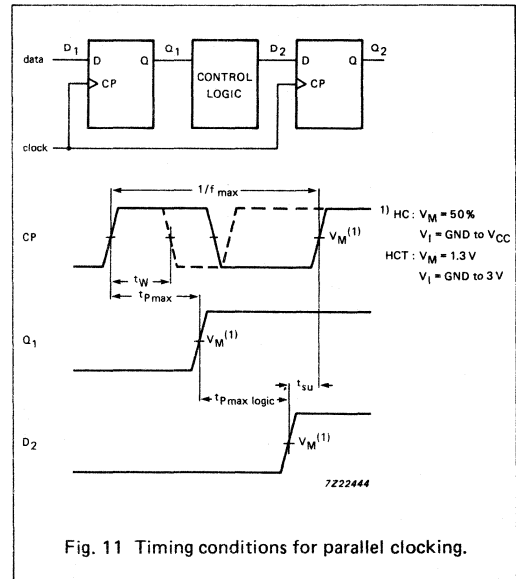 D1 Q1 D2 Q2
data D Q CONTROL LOGIC D Q
CP CP
clock
1/f max
CP VM(1)
1) HC : VM = 50%
VI = GND to VCC
HCT : VM = 1.3 V
VI = GND to 3 V
tW
tPmax
Q1 VM(1)
tPmax logic
tsu
D2 VM(1)
7Z22444
Fig. 11 Timing conditions for parallel clocking.